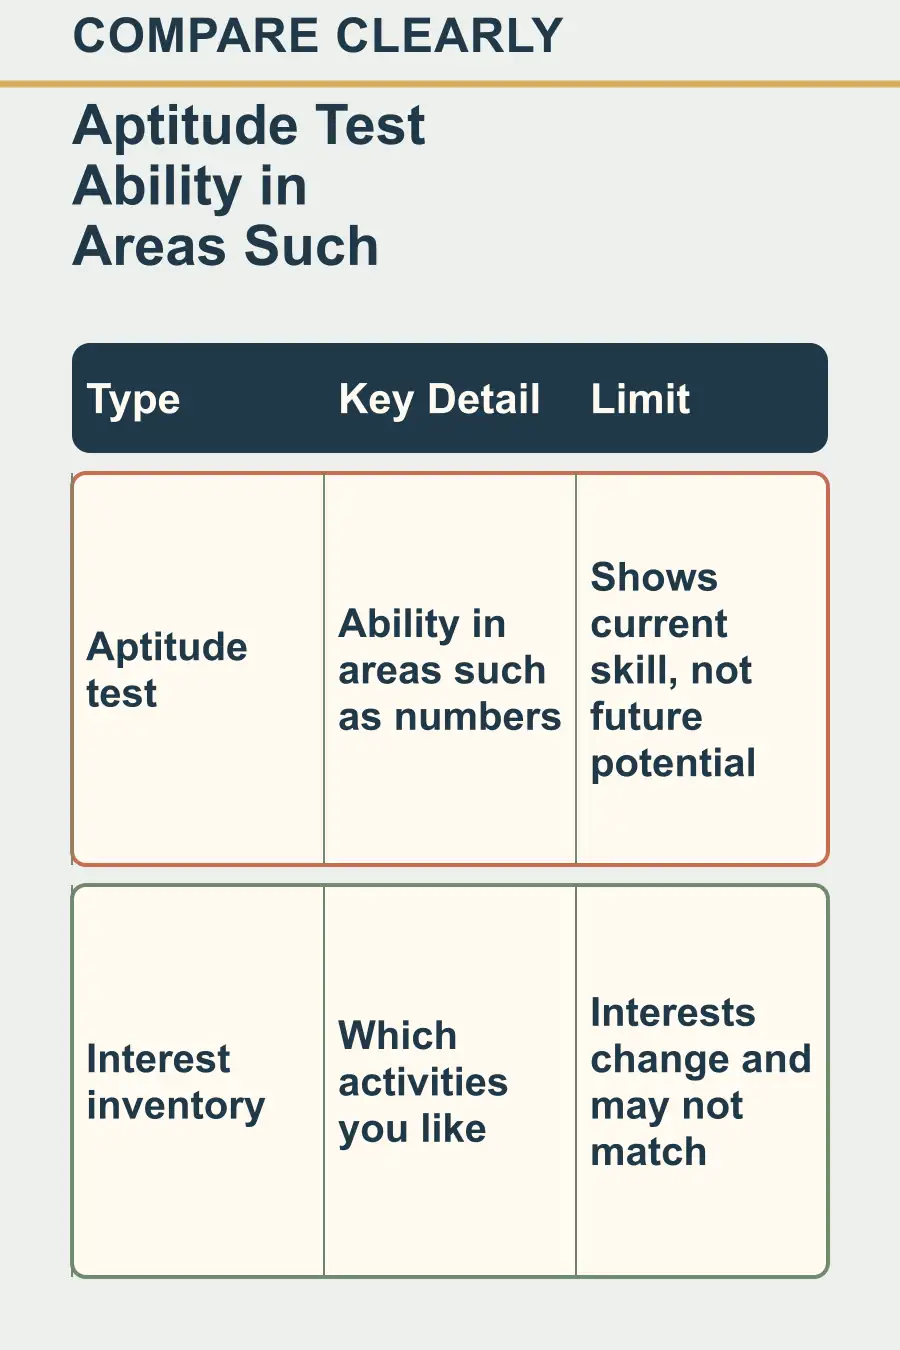 COMPARE CLEARLY
Aptitude Test
Ability in
Areas Such
Type
Key Detail
Limit
Aptitude
test
Ability in
areas such
as numbers
Shows
current
skill, not
future
potential
Interest
inventory
Which
activities
you like
Interests
change and
may not
match